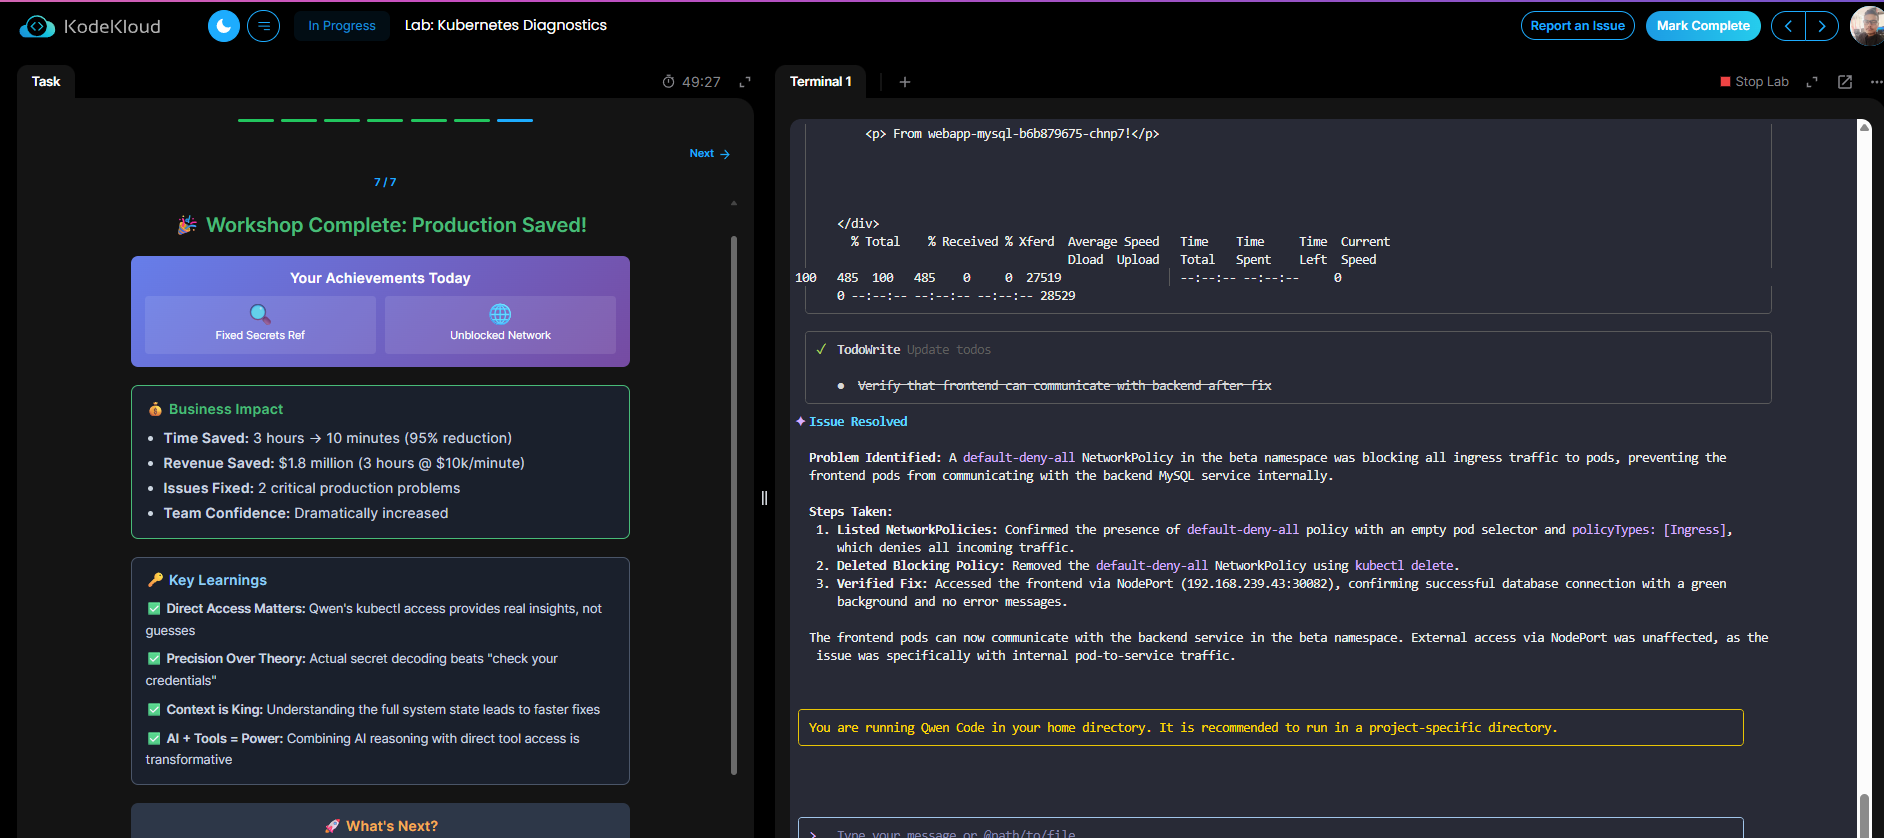 KodeKloud
In Progress
Lab: Kubernetes Diagnostics
Report an Issue
Mark Complete
Task
49:27
Next →
7/7
🎉 Workshop Complete: Production Saved!
Your Achievements Today
Fixed Secrets Ref
Unblocked Network
💰 Business Impact
• Time Saved: 3 hours → 10 minutes (95% reduction)
• Revenue Saved: $1.8 million (3 hours @ $10k/minute)
• Issues Fixed: 2 critical production problems
• Team Confidence: Dramatically increased
🔑 Key Learnings
✅ Direct Access Matters: Qwen's kubectl access provides real insights, not
guesses
✅ Precision Over Theory: Actual secret decoding beats "check your
credentials"
✅ Context is King: Understanding the full system state leads to faster fixes
✅ AI + Tools = Power: Combining AI reasoning with direct tool access is
transformative
🚀 What's Next?
Terminal 1
+
Stop Lab
<p> From webapp-mysql-b6b879675-chnp7!</p>
</div>
% Total % Received % Xferd Average Speed Time Time Time Current
Dload Upload Total Spent Left Speed
100 485 100 485 0 0 27519 --:--:-- --:--:-- 0
0 --:--:-- --:--:-- --:--:-- 28529
✓ TodoWrite Update todos
● Verify that frontend can communicate with backend after fix
✦ Issue Resolved
Problem Identified: A default-deny-all NetworkPolicy in the beta namespace was blocking all ingress traffic to pods, preventing the
frontend pods from communicating with the backend MySQL service internally.
Steps Taken:
1. Listed NetworkPolicies: Confirmed the presence of default-deny-all policy with an empty pod selector and policyTypes: [Ingress],
which denies all incoming traffic.
2. Deleted Blocking Policy: Removed the default-deny-all NetworkPolicy using kubectl delete.
3. Verified Fix: Accessed the frontend via NodePort (192.168.239.43:30082), confirming successful database connection with a green
background and no error messages.
The frontend pods can now communicate with the backend service in the beta namespace. External access via NodePort was unaffected, as the
issue was specifically with internal pod-to-service traffic.
You are running Qwen Code in your home directory. It is recommended to run in a project-specific directory.
> Type your message or @path/to/file